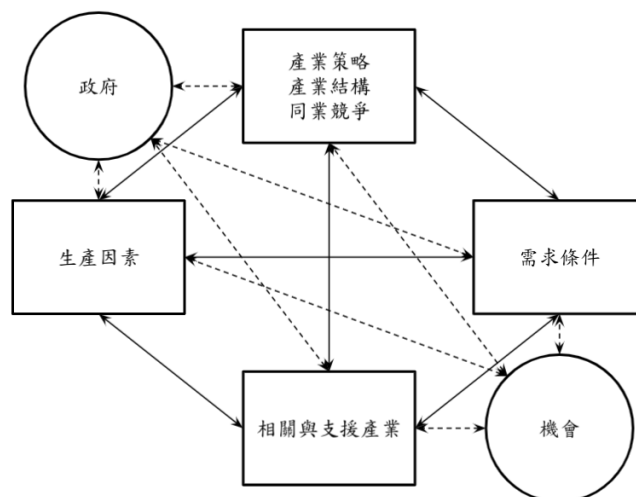 政府
產業策略
產業結構
同業競爭
生產因素
需求條件
相關與支援產業
機會